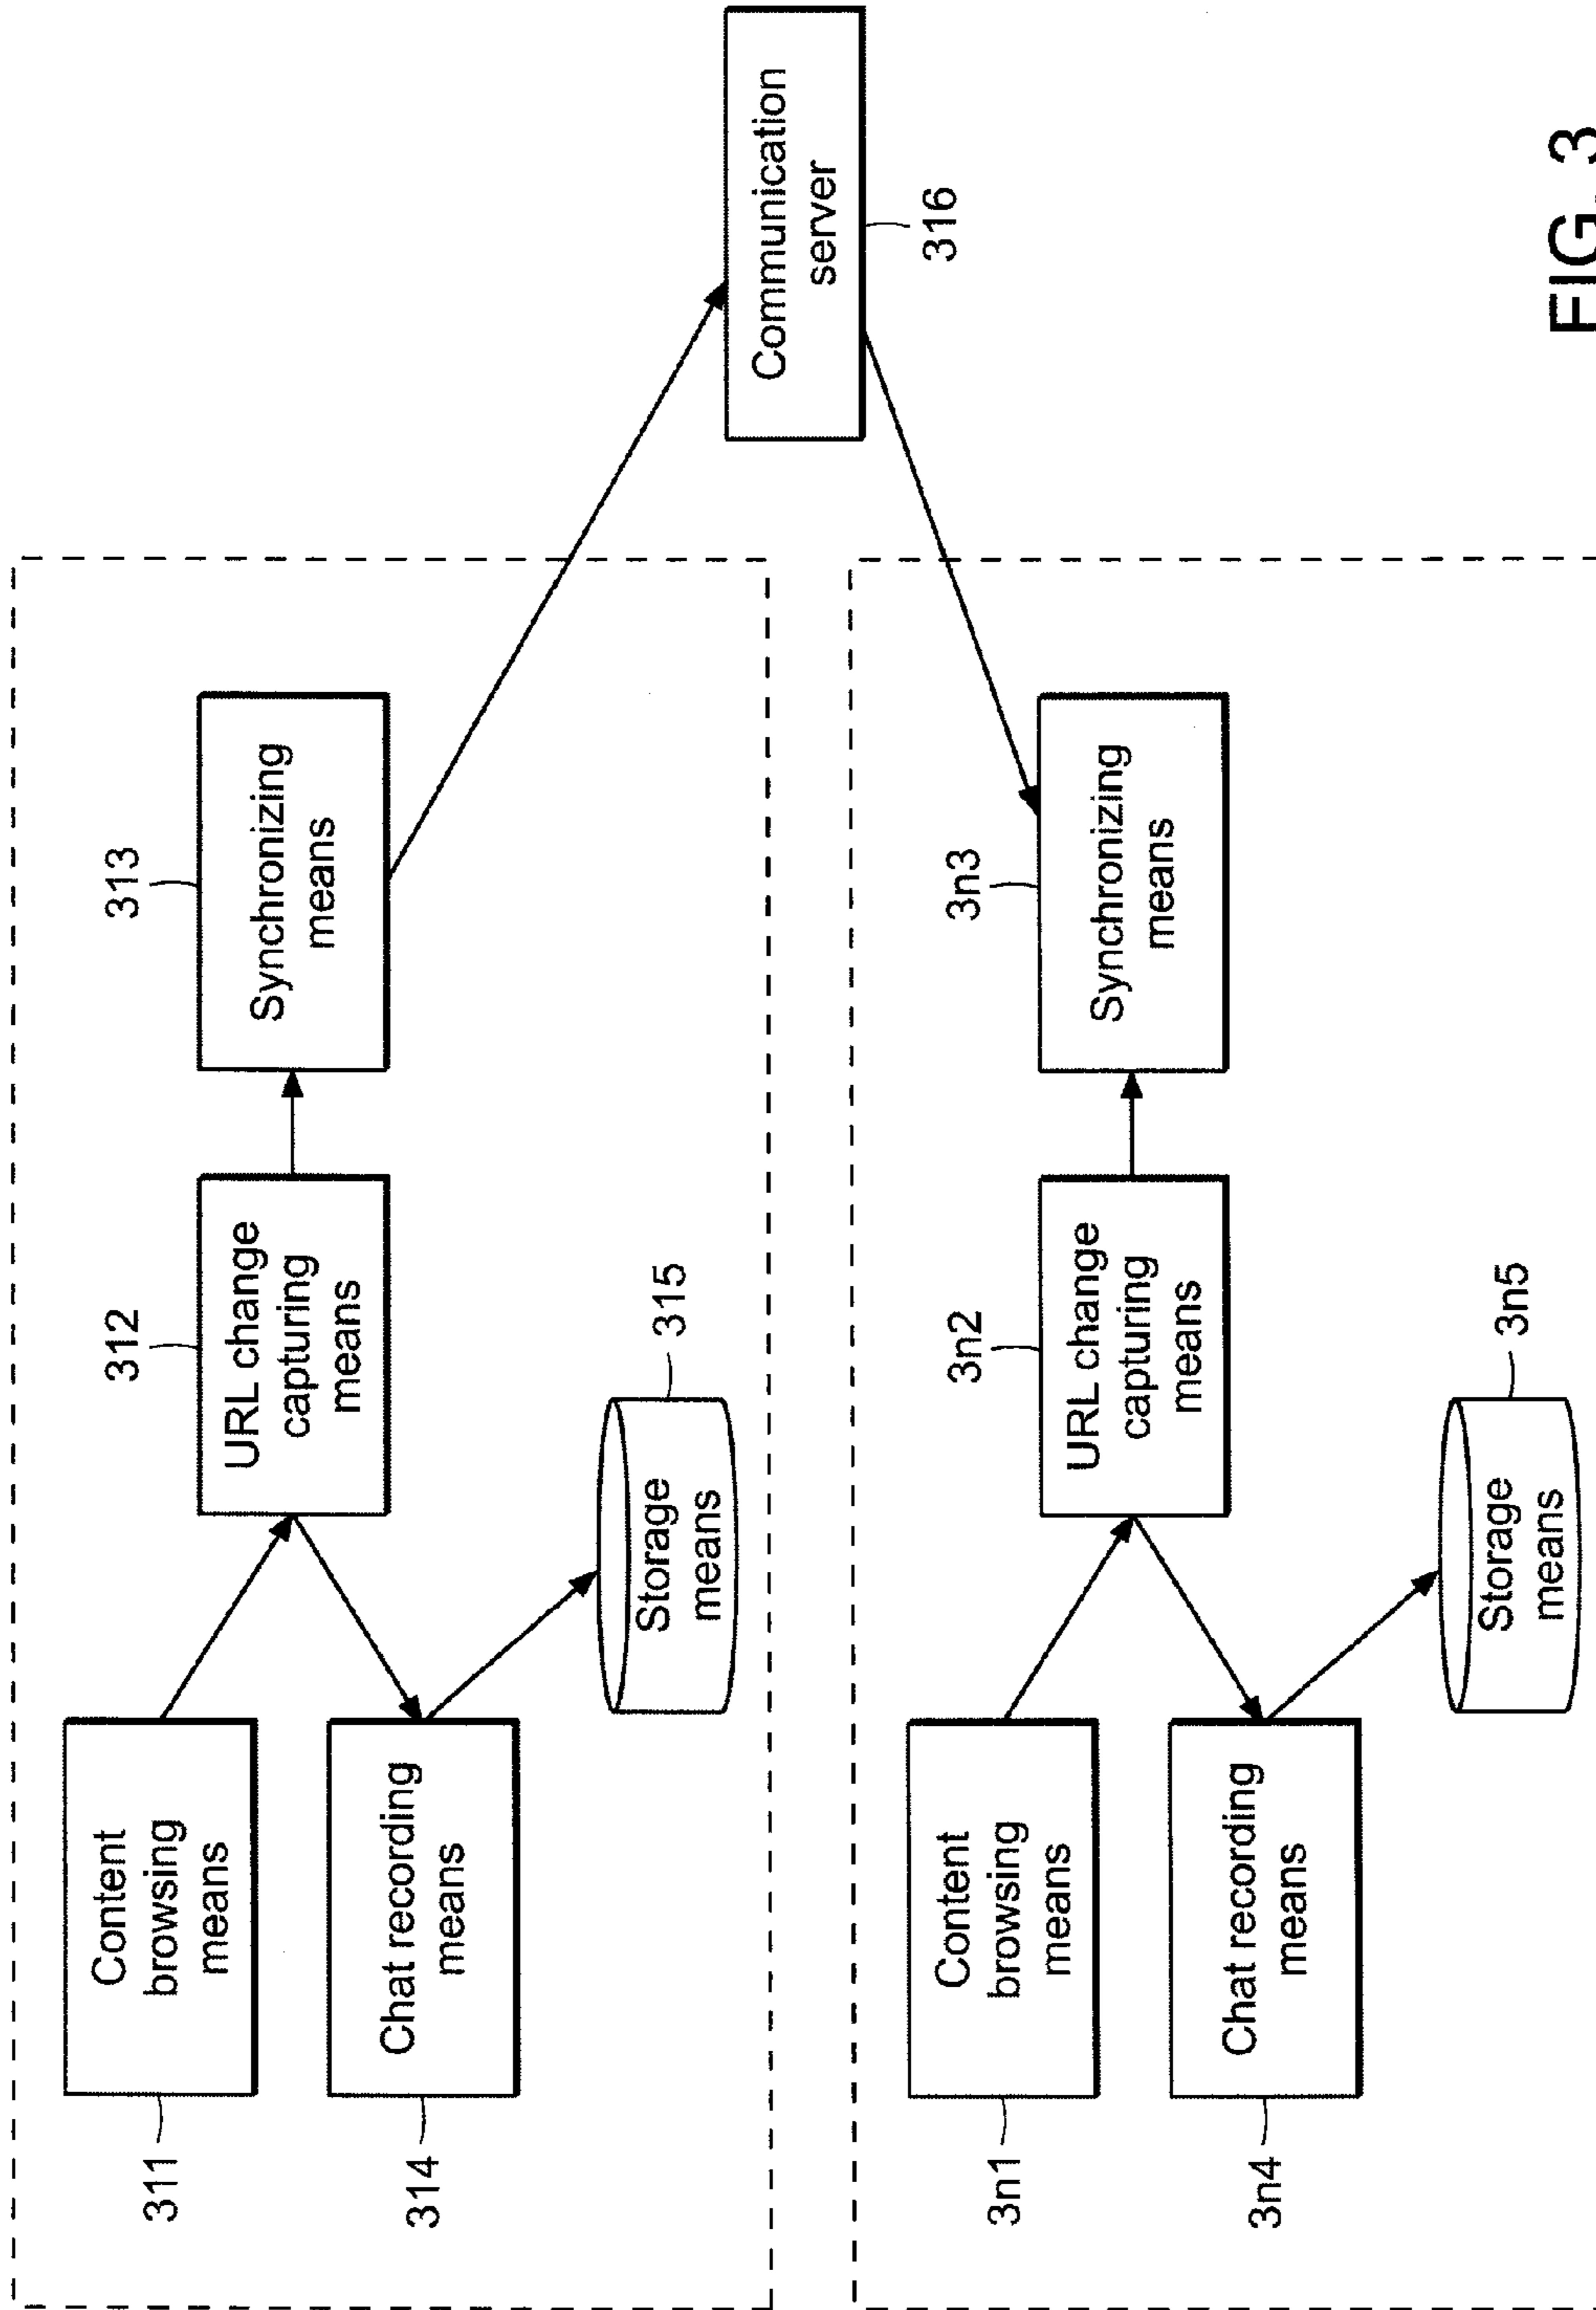 311
Content
browsing
means
312
URL change
capturing
means
313
Synchronizing
means
314
Chat recording
means
315
Storage
means
Communication
server
316
3n1
Content
browsing
means
3n2
URL change
capturing
means
3n3
Synchronizing
means
3n4
Chat recording
means
3n5
Storage
means
FIG. 3